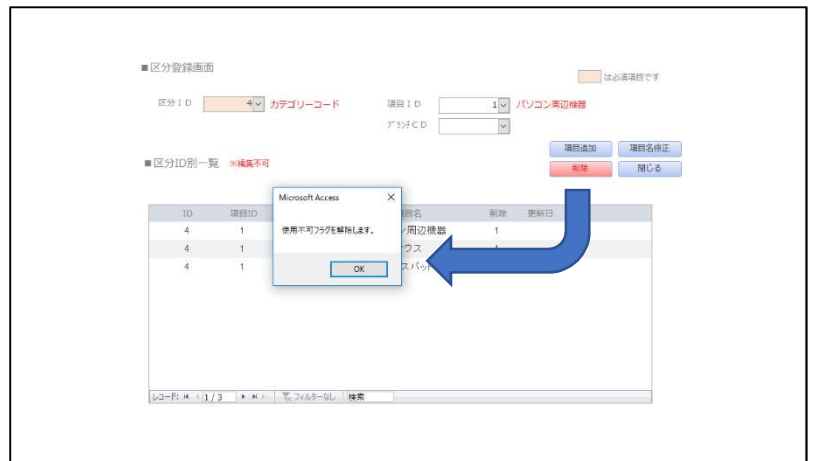 ■区分登録画面
は必須項目です
区分ID 4 カテゴリーコード 項目ID 1 パソコン周辺機器
ブランチCD
項目追加 項目名修正
■区分ID別一覧 ※編集不可 削除 閉じる
Microsoft Access
ID 項目ID 項目名 削除 更新日
4 1 ン周辺機器 1
使用不可フラグを解除します。
4 1 ウス
4 1 スパッド
OK
レコード: 1 / 3 フィルターなし 検索